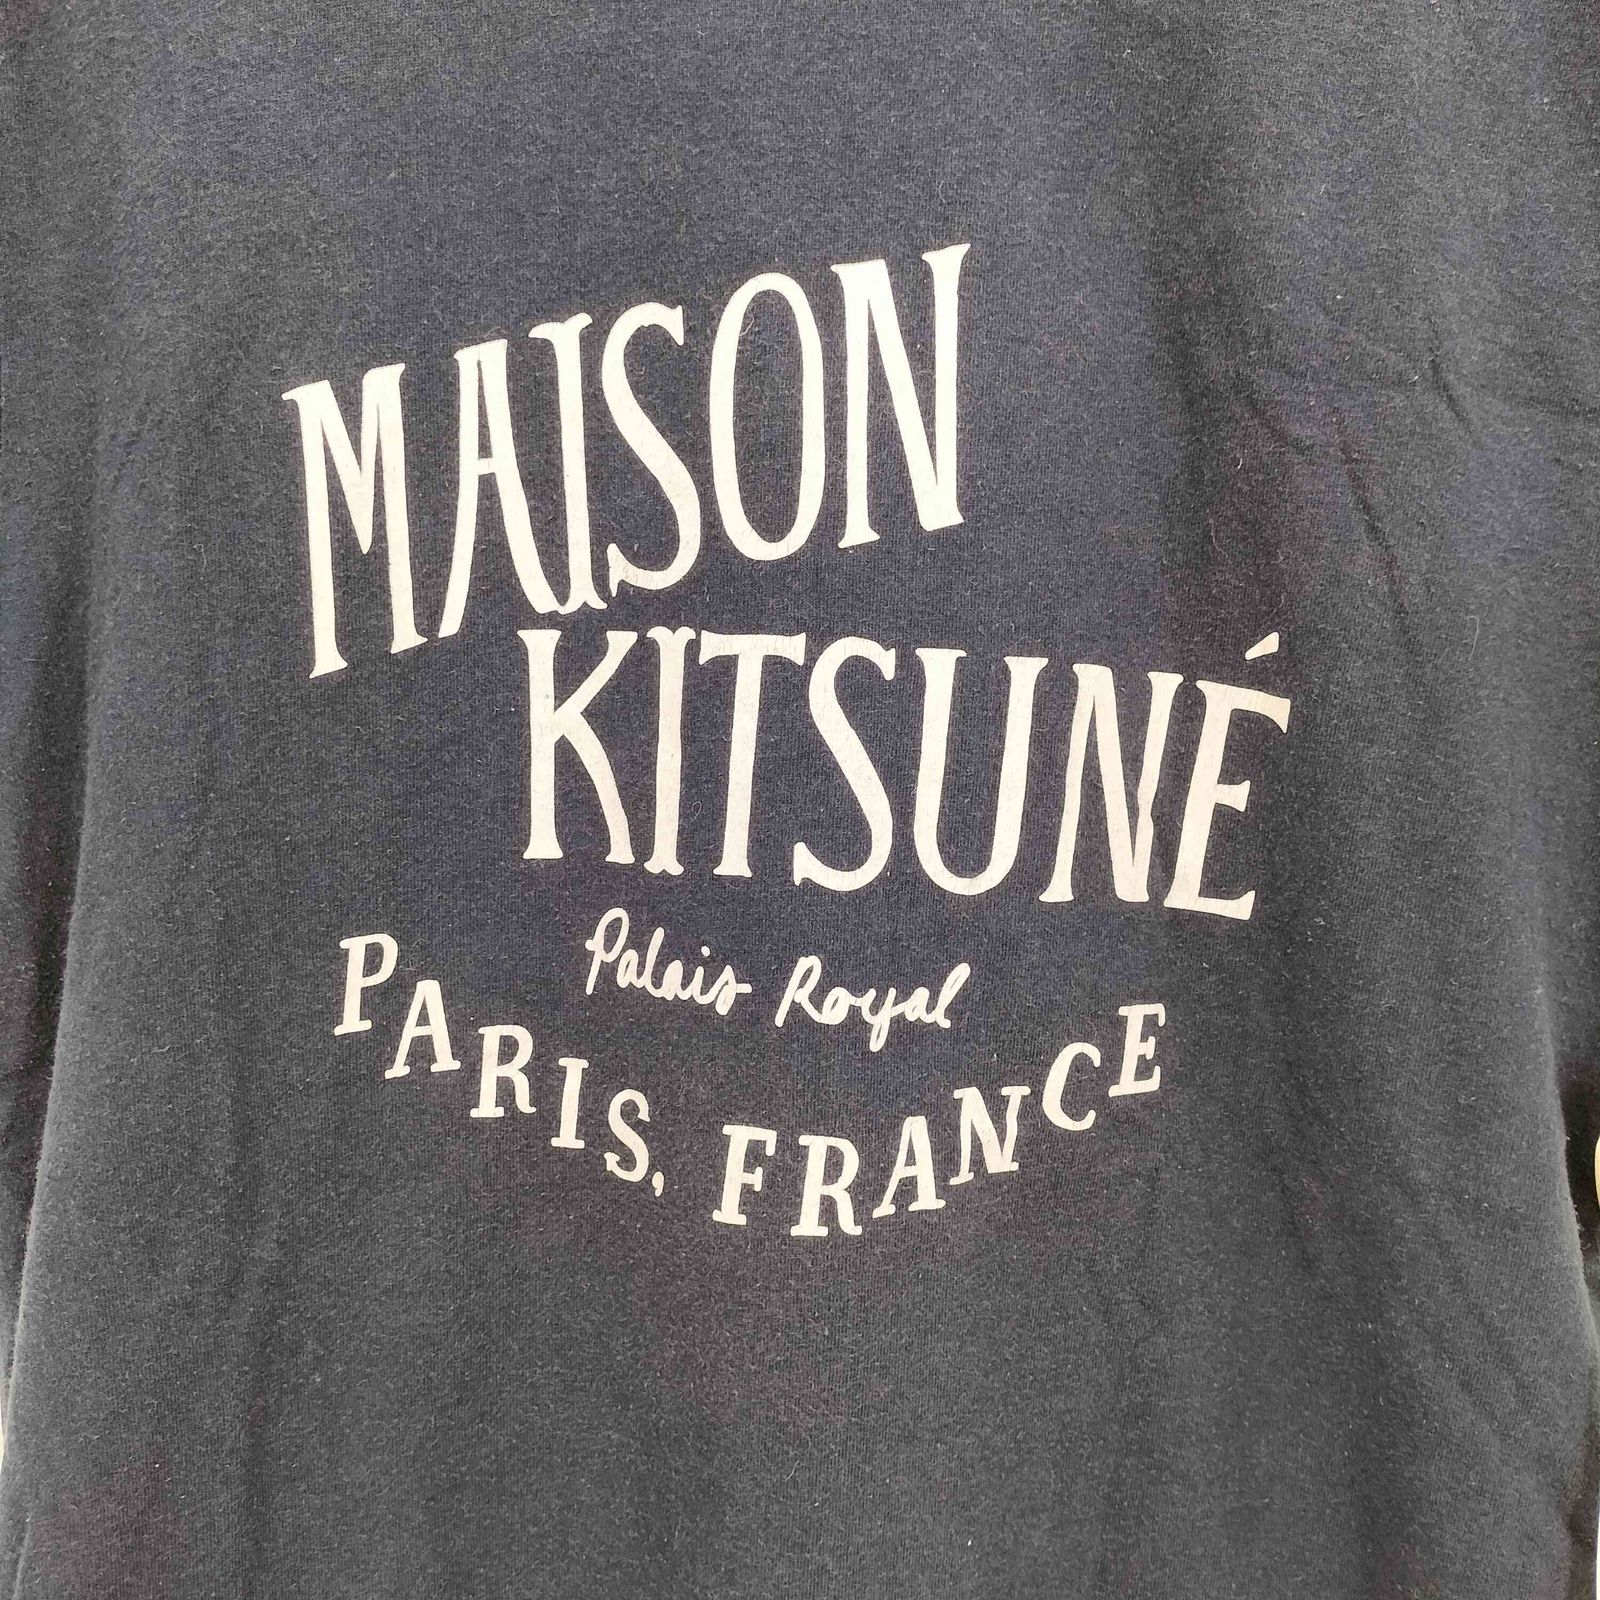 MAISON
KITSUNÉ
Palais Royal
PARIS, FRANCE